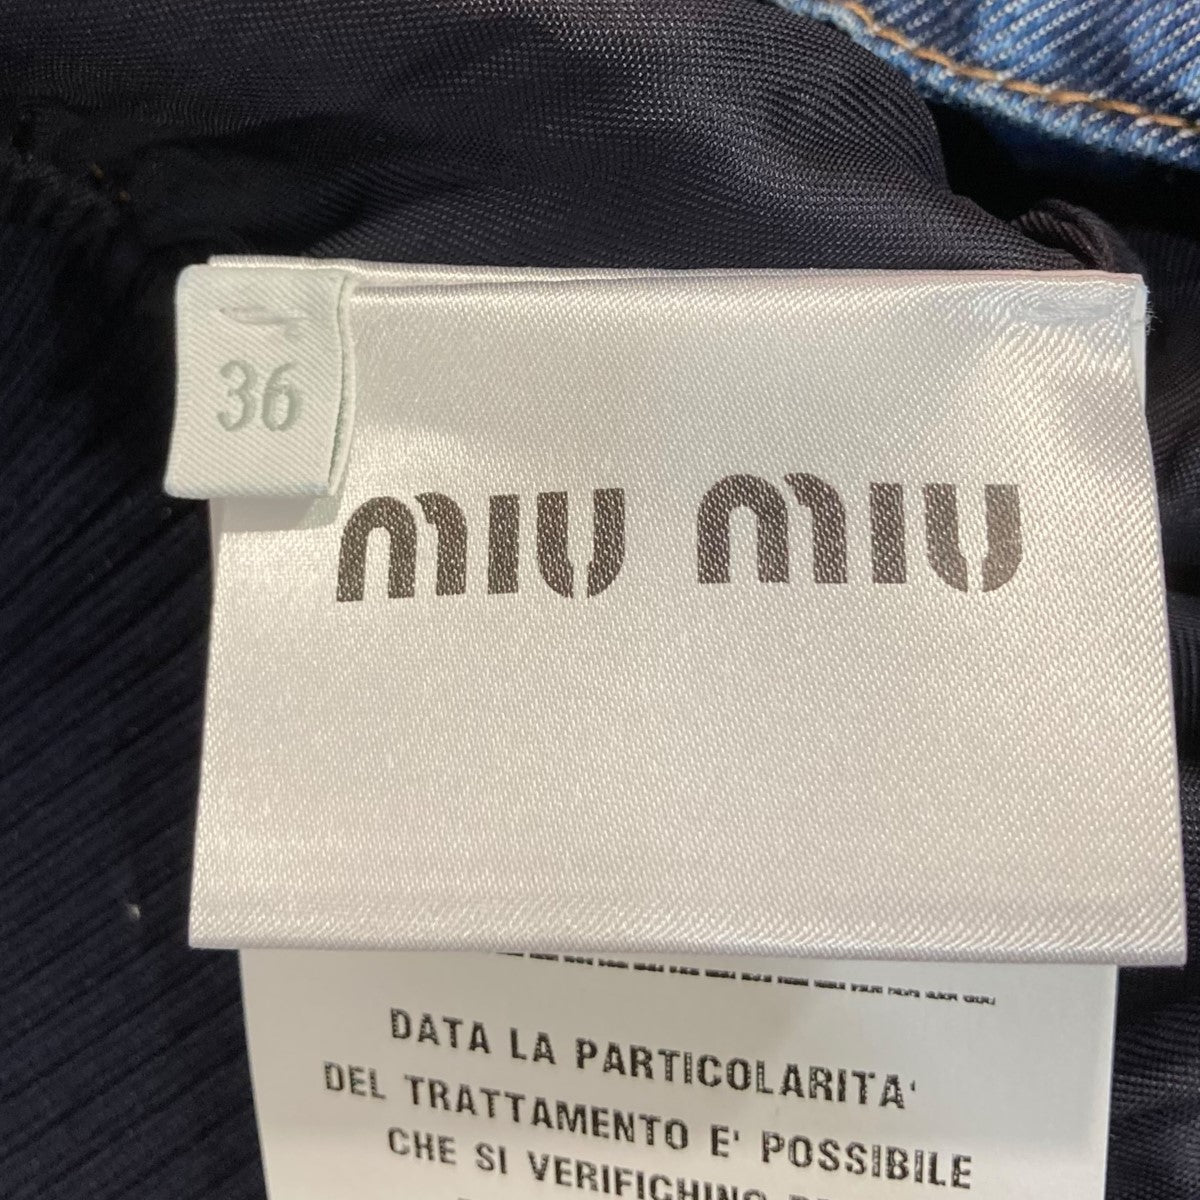 36
miu miu
DATA LA PARTICOLARITA'
DEL TRATTAMENTO E' POSSIBILE
CHE SI VERIFICHINO